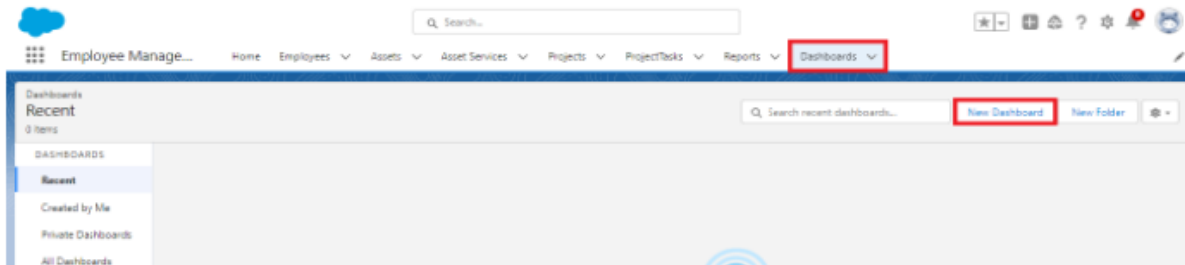 Search...
Employee Manage... Home Employees Assets Asset Services Projects ProjectTasks Reports Dashboards
Dashboards
Recent
0 items
Search recent dashboards... New Dashboard New Folder
DASHBOARDS
Recent
Created by Me
Private Dashboards
All Dashboards